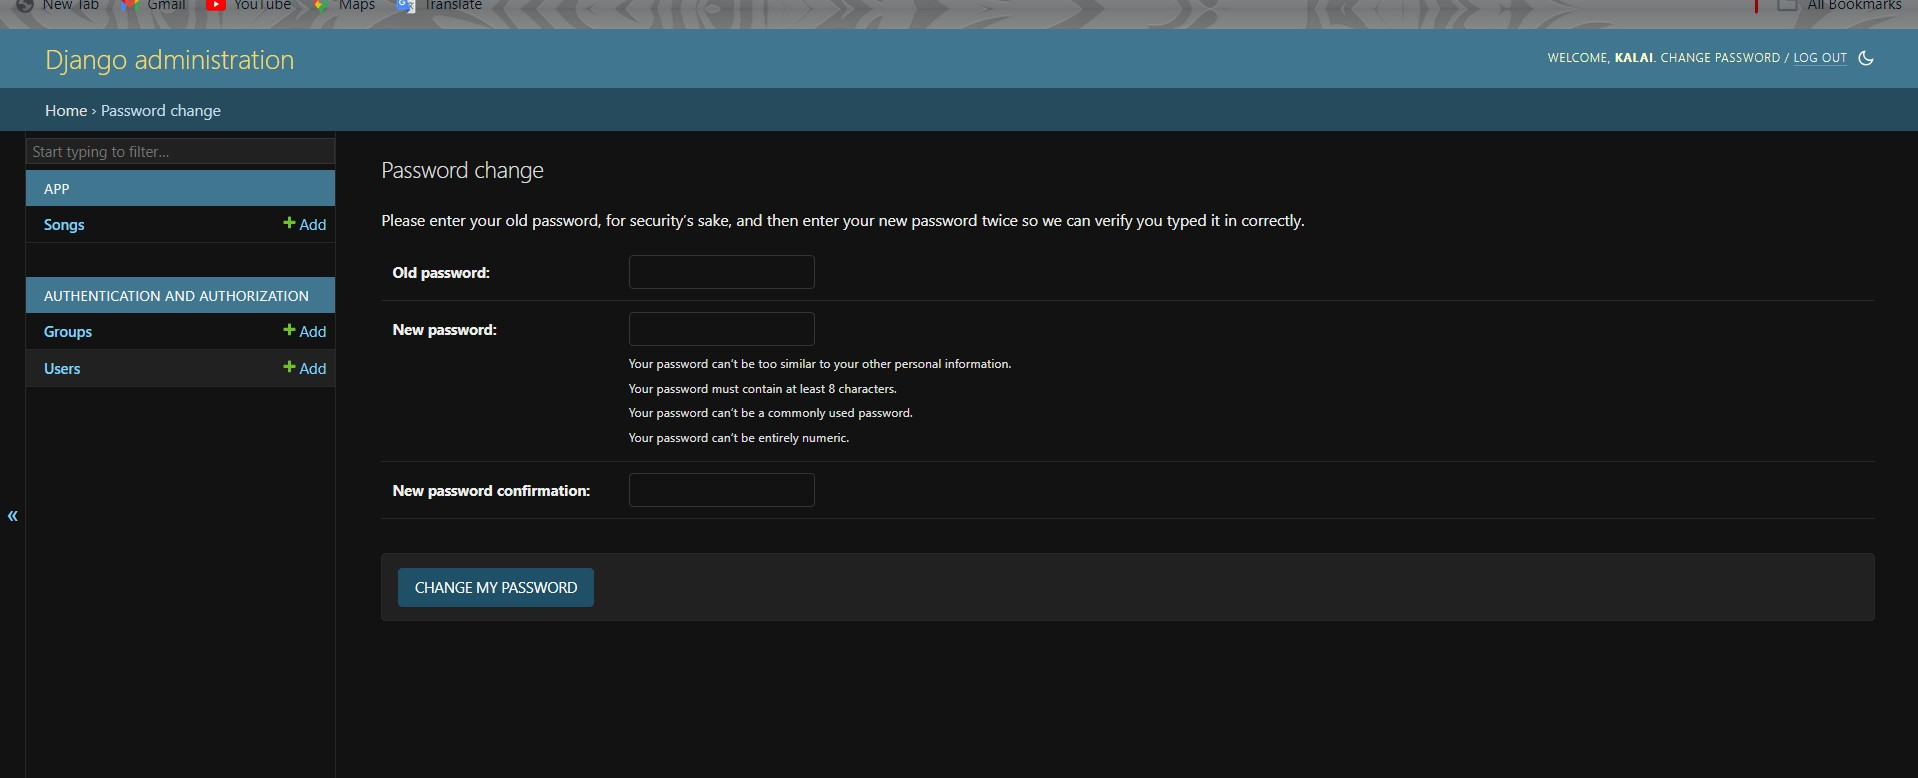 New Tab Gmail YouTube Maps Translate All Bookmarks
Django administration
WELCOME, KALAI. CHANGE PASSWORD / LOG OUT
Home › Password change
Start typing to filter...
APP
Songs + Add
AUTHENTICATION AND AUTHORIZATION
Groups + Add
Users + Add
«
Password change
Please enter your old password, for security’s sake, and then enter your new password twice so we can verify you typed it in correctly.
Old password:
New password:
Your password can’t be too similar to your other personal information.
Your password must contain at least 8 characters.
Your password can’t be a commonly used password.
Your password can’t be entirely numeric.
New password confirmation:
CHANGE MY PASSWORD